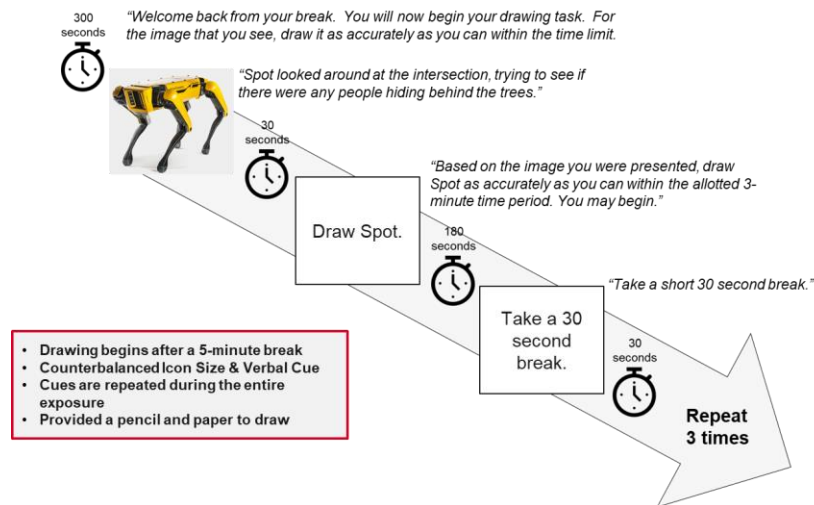 300
seconds
"Welcome back from your break. You will now begin your drawing task. For
the image that you see, draw it as accurately as you can within the time limit.
"Spot looked around at the intersection, trying to see if
there were any people hiding behind the trees."
30
seconds
"Based on the image you were presented, draw
Spot as accurately as you can within the allotted 3-
minute time period. You may begin."
Draw Spot.
180
seconds
"Take a short 30 second break."
Take a 30
second
break.
30
seconds
• Drawing begins after a 5-minute break
• Counterbalanced Icon Size & Verbal Cue
• Cues are repeated during the entire
exposure
• Provided a pencil and paper to draw
Repeat
3 times